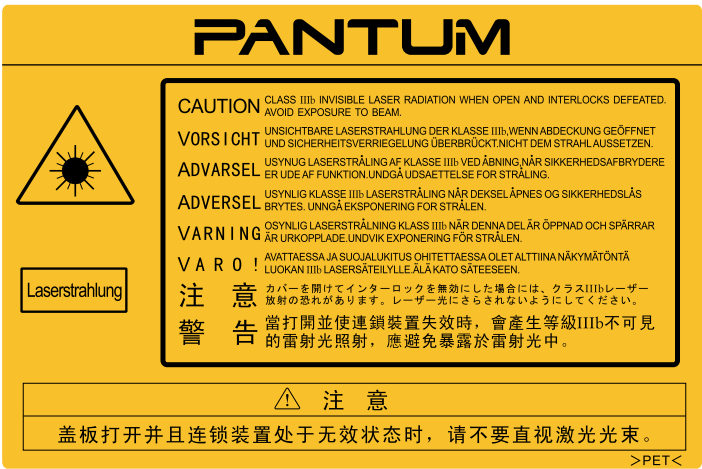 PANTUM
CAUTION CLASS IIIb INVISIBLE LASER RADIATION WHEN OPEN AND INTERLOCKS DEFEATED.
AVOID EXPOSURE TO BEAM.
VORSICHT UNSICHTBARE LASERSTRAHLUNG DER KLASSE IIIb,WENN ABDECKUNG GEÖFFNET
UND SICHERHEITSVERRIEGELUNG ÜBERBRÜCKT.NICHT DEM STRAHL AUSSETZEN.
ADVARSEL USYNUG LASERSTRÅLING AF KLASSE IIIb VED ÅBNING,NÅR SIKKERHEDSAFBRYDERE
ER UDE AF FUNKTION.UNDGÅ UDSAETTELSE FOR STRÅLING.
ADVERSEL USYNLIG KLASSE IIIb LASERSTRÅLING NÅR DEKSEL ÅPNES OG SIKKERHEDSLÅS
BRYTES. UNNGÅ EKSPONERING FOR STRÅLEN.
VARNING OSYNLIG LASERSTRÅLNING KLASS IIIb NÄR DENNA DEL ÄR ÖPPNAD OCH SPÄRRAR
ÄR URKOPPLADE.UNDVIK EXPONERING FÖR STRÅLEN.
VARO! AVATTAESSA JA SUOJALUKITUS OHITETTAESSA OLET ALTTIINA NÄKYMÄTÖNTÄ
LUOKAN IIIb LASERSÄTEILYLLE.ÄLÄ KATO SÄTEESEEN.
注 意 カバーを開けてインターロックを無効にした場合には、クラスIIIbレーザー
放射の恐れがあります。レーザー光にさらされないようにしてください。
警 告 當打開並使連鎖裝置失效時，會產生等級IIIb不可見
的雷射光照射，應避免暴露於雷射光中。
Laserstrahlung
注 意
盖板打开并且连锁装置处于无效状态时，请不要直视激光光束。
>PET<